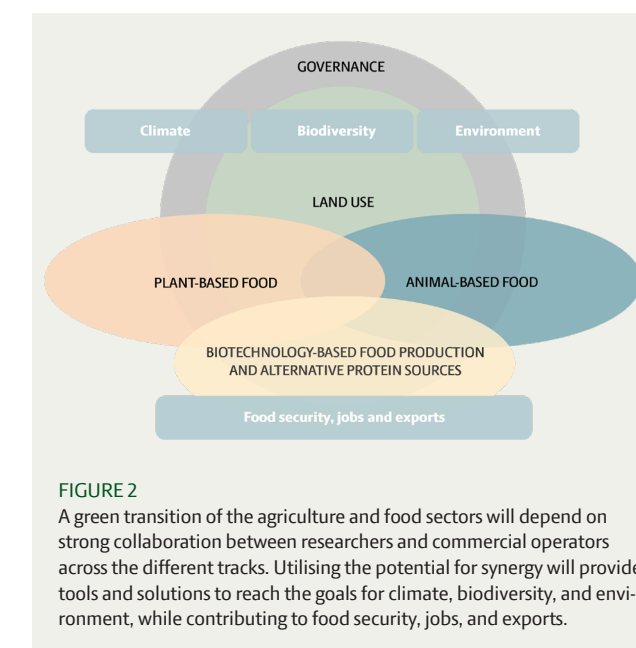 GOVERNANCE
Climate
Biodiversity
Environment
LAND USE
PLANT-BASED FOOD
ANIMAL-BASED FOOD
BIOTECHNOLOGY-BASED FOOD PRODUCTION
AND ALTERNATIVE PROTEIN SOURCES
Food security, jobs and exports
FIGURE 2
A green transition of the agriculture and food sectors will depend on
strong collaboration between researchers and commercial operators
across the different tracks. Utilising the potential for synergy will provide
tools and solutions to reach the goals for climate, biodiversity, and envi-
ronment, while contributing to food security, jobs, and exports.